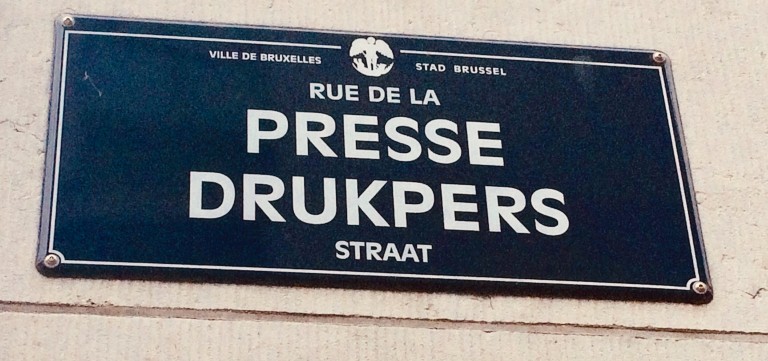 VILLE DE BRUXELLES STAD BRUSSEL
RUE DE LA
PRESSE
DRUKPERS
STRAAT